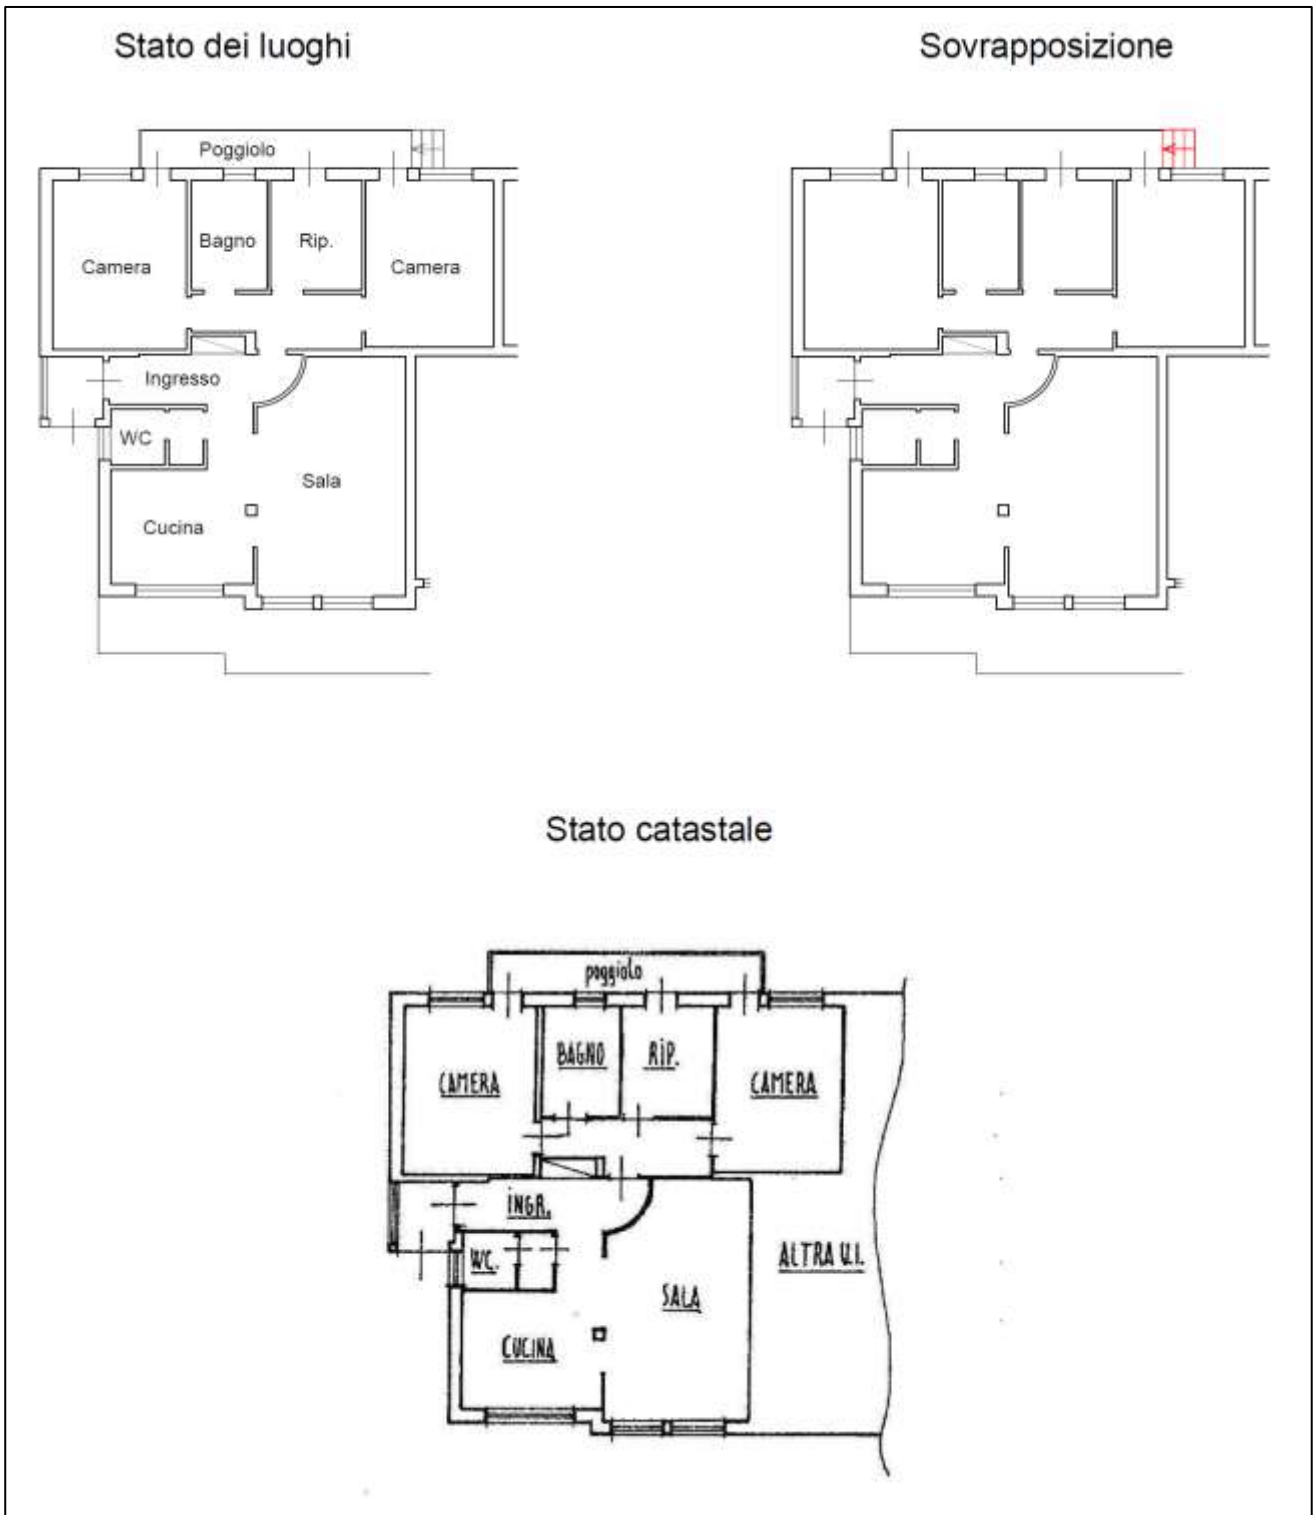 Stato dei luoghi
Sovrapposizione
Poggiolo
Bagno
Rip.
Camera
Camera
Ingresso
WC
Sala
Cucina
Stato catastale
poggiolo
BAGNO
RIP.
CAMERA
CAMERA
INGR.
WC.
ALTRA U.I.
SALA
CUCINA